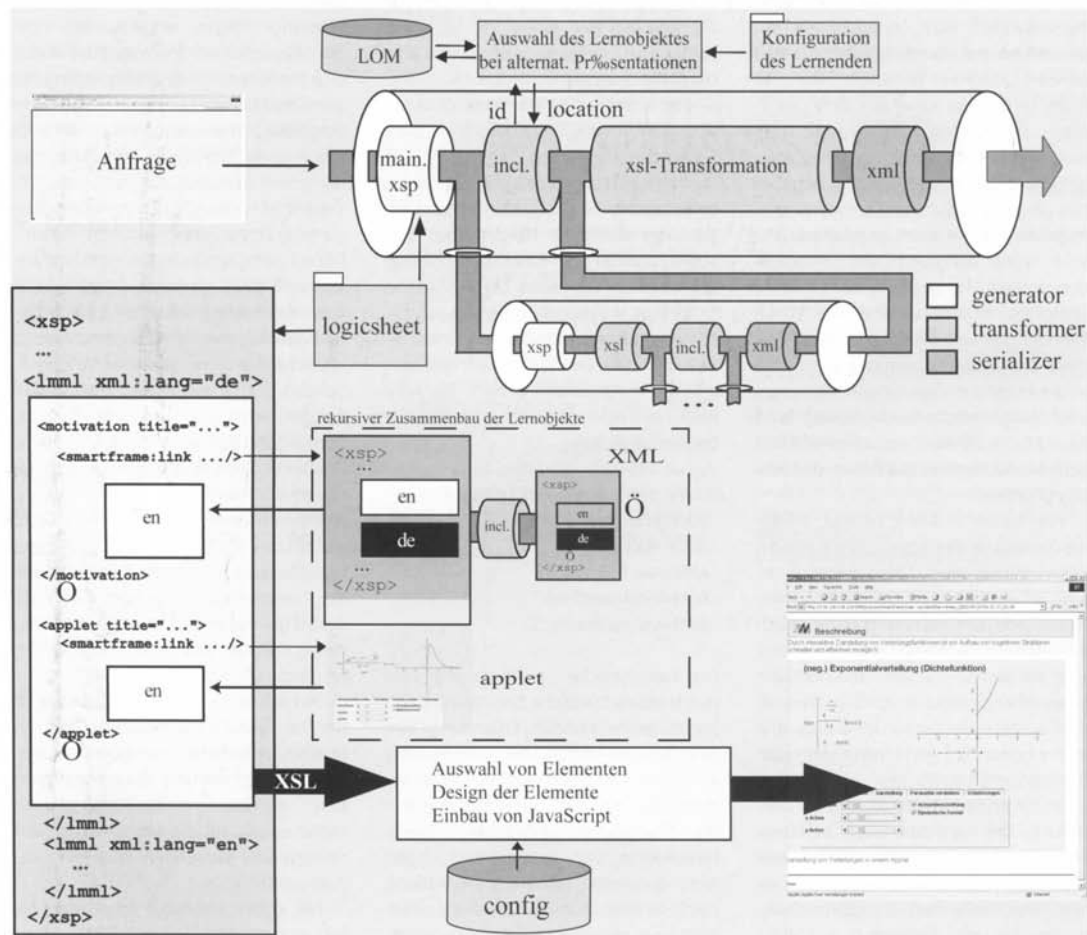 LOM
Auswahl des Lernobjektes
bei alternat. Pr‰sentationen
Konfiguration
des Lernenden
id
location
Anfrage
main.
xsp
incl.
xsl-Transformation
xml
logicsheet
xsp
xsl
incl.
xml
....
generator
transformer
serializer
<xsp>
...
<lmml xml:lang="de">
<motivation title="...">
<smartframe:link .../>
en
</motivation>
Ö
<applet title="...">
<smartframe:link .../>
en
</applet>
Ö
</lmml>
<lmml xml:lang="en">
...
</lmml>
</xsp>
rekursiver Zusammenbau der Lernobjekte
XML
<xsp>
...
en
de
...
</xsp>
incl.
<xsp>
en
de
Ö
</xsp>
Ö
applet
XSL
Auswahl von Elementen
Design der Elemente
Einbau von JavaScript
config
Beschreibung
(neg.) Exponentialverteilung (Dichtefunktion)